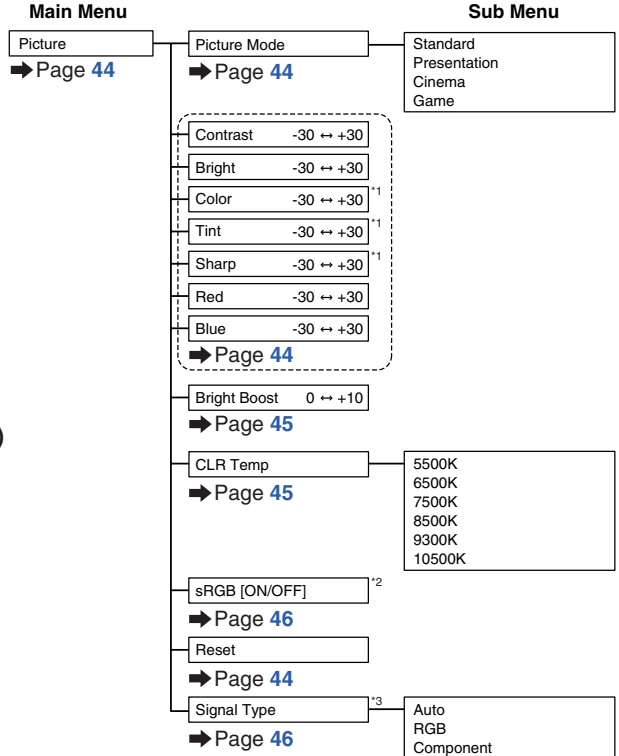 Main Menu
Sub Menu
Picture
➡Page 44
Picture Mode
➡Page 44
Standard
Presentation
Cinema
Game
Contrast -30 ↔ +30
Bright -30 ↔ +30
Color -30 ↔ +30 *1
Tint -30 ↔ +30 *1
Sharp -30 ↔ +30 *1
Red -30 ↔ +30
Blue -30 ↔ +30
➡Page 44
Bright Boost 0 ↔ +10
➡Page 45
CLR Temp
➡Page 45
5500K
6500K
7500K
8500K
9300K
10500K
sRGB [ON/OFF] *2
➡Page 46
Reset
➡Page 44
Signal Type *3
➡Page 46
Auto
RGB
Component